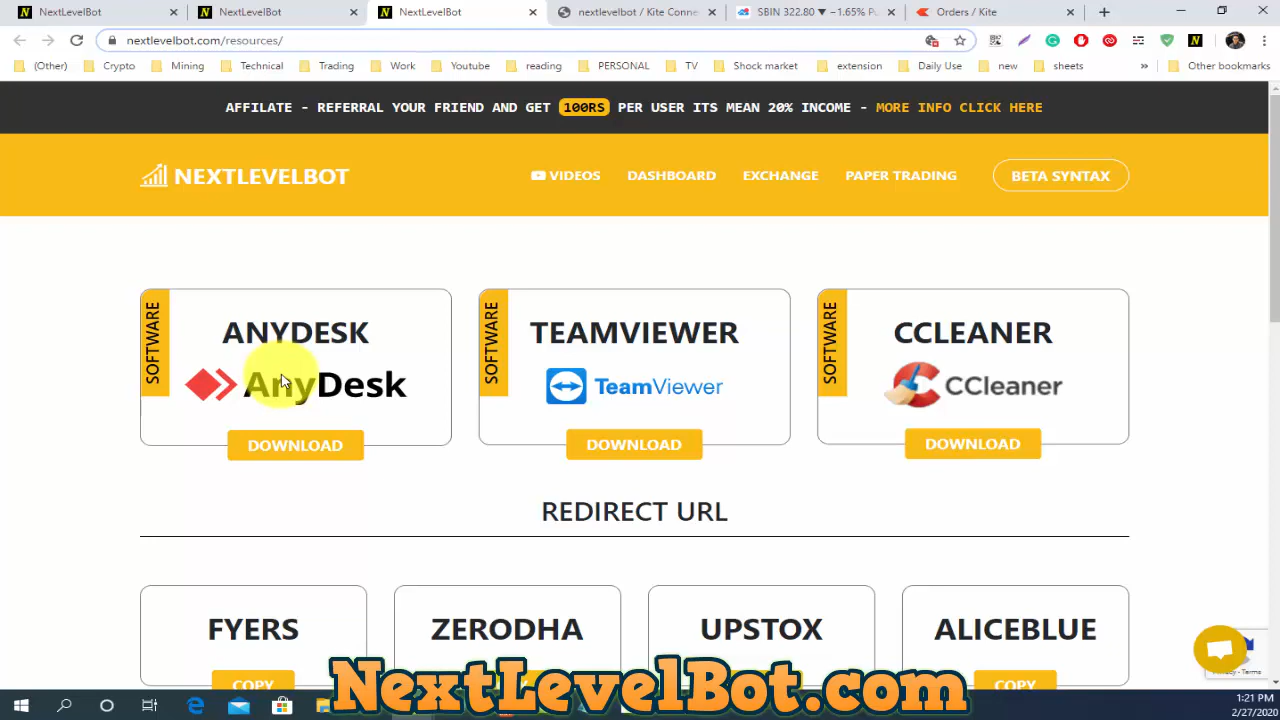 NextLevelBot
NextLevelBot
NextLevelBot
nextlevelbot / Kite Conne
SBIN 322.80 ▼ −1.65%
Orders / Kite
nextlevelbot.com/resources/
(Other)
Crypto
Mining
Technical
Trading
Work
Youtube
reading
PERSONAL
TV
Shock market
extension
Daily Use
new
sheets
»
Other bookmarks
AFFILATE - REFERRAL YOUR FRIEND AND GET 100RS PER USER ITS MEAN 20% INCOME - MORE INFO CLICK HERE
NEXTLEVELBOT
VIDEOS
DASHBOARD
EXCHANGE
PAPER TRADING
BETA SYNTAX
SOFTWARE
ANYDESK
AnyDesk
DOWNLOAD
SOFTWARE
TEAMVIEWER
TeamViewer
DOWNLOAD
SOFTWARE
CCLEANER
CCleaner
DOWNLOAD
REDIRECT URL
FYERS
COPY
ZERODHA
UPSTOX
ALICEBLUE
COPY
Privacy - Terms
NextLevelBot.com
1:21 PM
2/27/2020